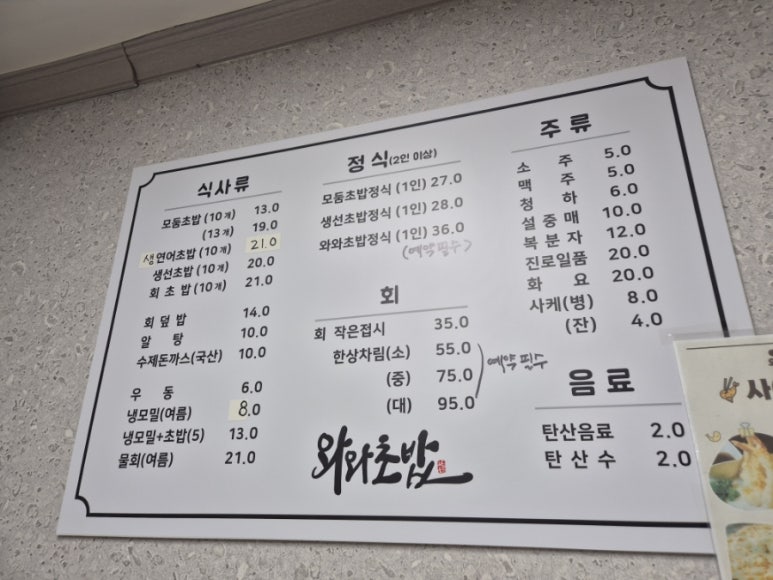 식사류
모둠초밥 (10개) 13.0
(13개) 19.0
생연어초밥 (10개) 21.0
생선초밥 (10개) 20.0
회 초 밥 (10개) 21.0
회 덮 밥 14.0
알 탕 10.0
수제돈까스(국산) 10.0
우 동 6.0
냉모밀(여름) 8.0
냉모밀+초밥(5) 13.0
물회(여름) 21.0
정 식 (2인 이상)
모둠초밥정식 (1인) 27.0
생선초밥정식 (1인) 28.0
와와초밥정식 (1인) 36.0
(예약필수)
회
회 작은접시 35.0
한상차림(소) 55.0
(중) 75.0
(대) 95.0
예약 필수
와와초밥
주 류
소 주 5.0
맥 주 5.0
청 하 6.0
설 중 매 10.0
복 분 자 12.0
진로일품 20.0
화 요 20.0
사케(병) 8.0
(잔) 4.0
음 료
탄산음료 2.0
탄 산 수 2.0
사